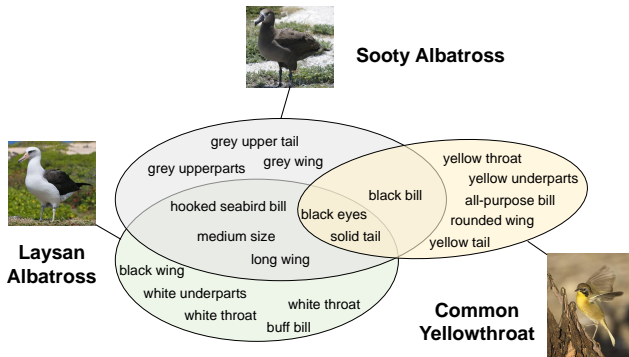 Sooty Albatross
grey upper tail
grey upperparts
grey wing
yellow throat
yellow underparts
black bill
all-purpose bill
hooked seabird bill
black eyes
rounded wing
medium size
solid tail
yellow tail
Laysan
Albatross
long wing
black wing
white underparts
white throat
white throat
buff bill
Common
Yellowthroat